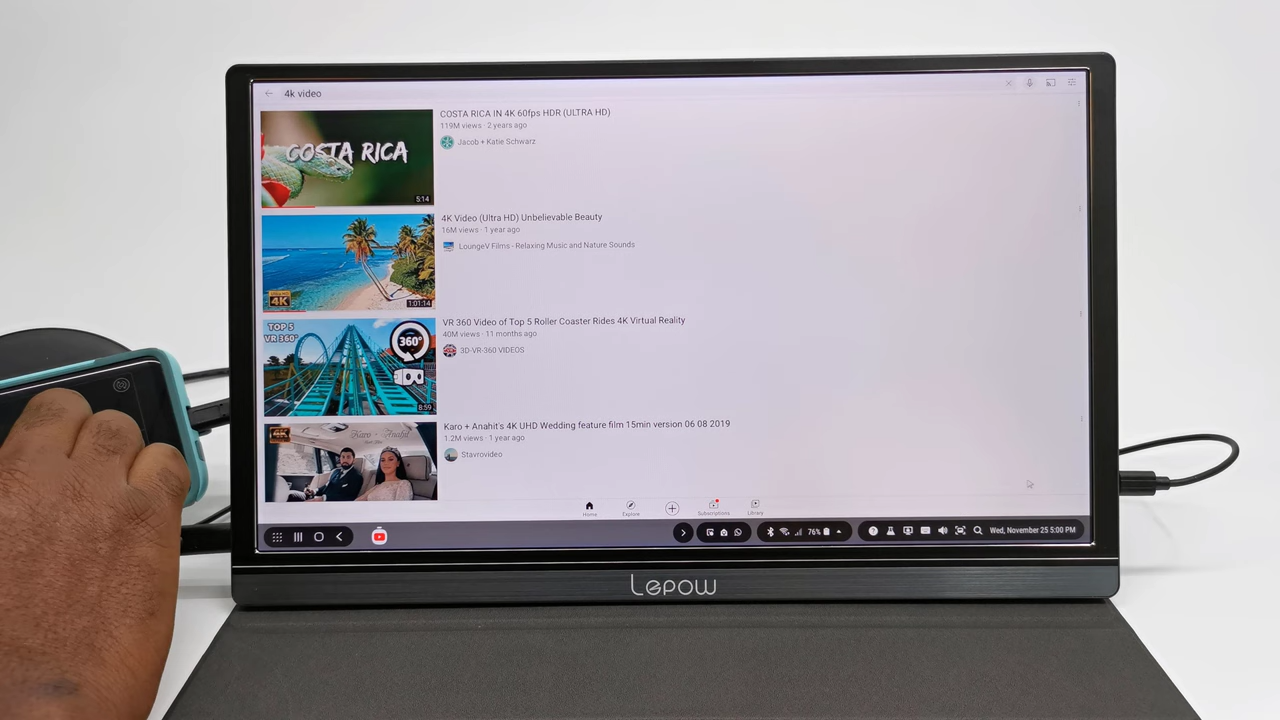 4k video
COSTA RICA
5:14
COSTA RICA IN 4K 60fps HDR (ULTRA HD)
119M views · 2 years ago
Jacob + Katie Schwarz
4K
1:01:14
4K Video (Ultra HD) Unbelievable Beauty
16M views · 1 year ago
LoungeV Films - Relaxing Music and Nature Sounds
TOP 5
VR 360°
360°
8:59
VR 360 Video of Top 5 Roller Coaster Rides 4K Virtual Reality
40M views · 11 months ago
3D-VR-360 VIDEOS
4K
Karo - Anahit
Karo + Anahit's 4K UHD Wedding feature film 15min version 06 08 2019
1.2M views · 1 year ago
Stavrovideo
Home
Explore
Subscriptions
Library
76%
Wed, November 25 5:00 PM
Lepow